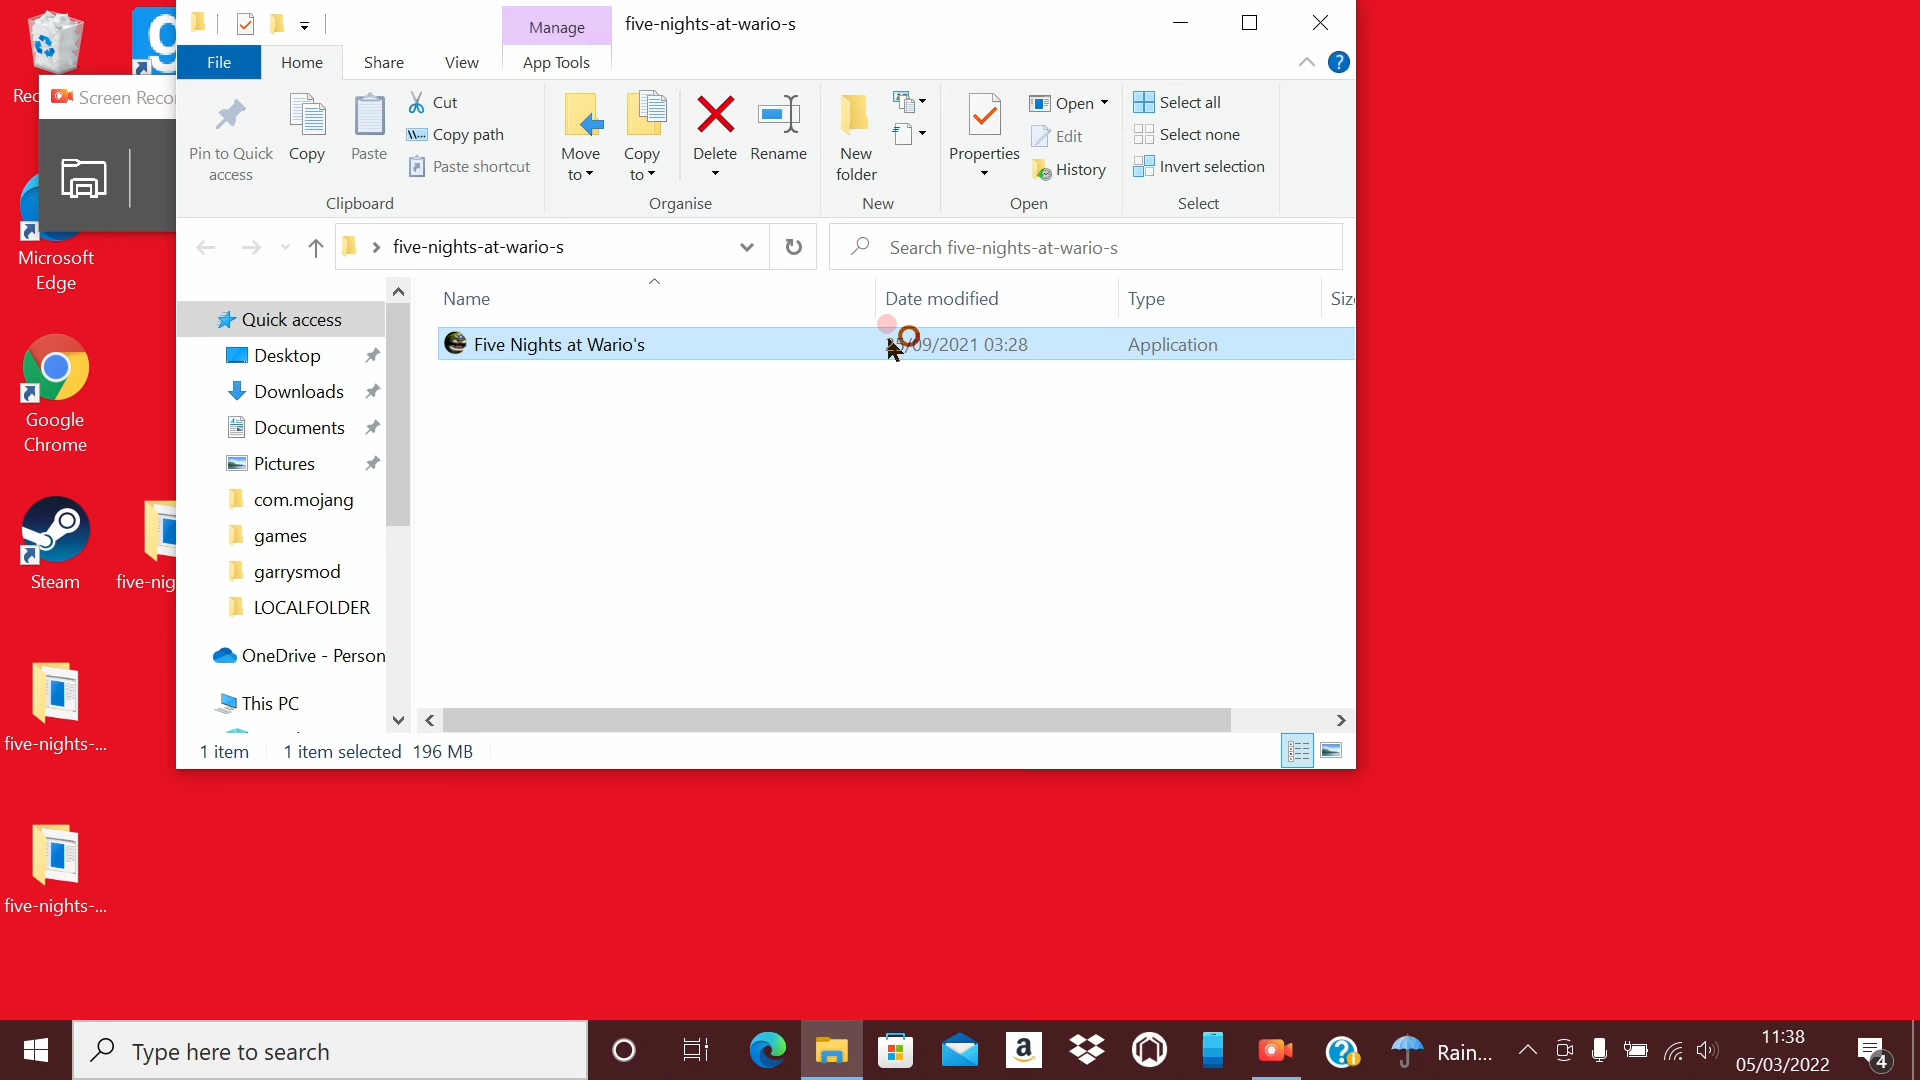 Manage
five-nights-at-wario-s
File
Home
Share
View
App Tools
Pin to Quick
access
Copy
Paste
Cut
Copy path
Paste shortcut
Clipboard
Move
to
Copy
to
Delete
Rename
Organise
New
folder
New
Properties
Open
Edit
History
Open
Select all
Select none
Invert selection
Select
five-nights-at-wario-s
Search five-nights-at-wario-s
Name
Date modified
Type
Siz
Five Nights at Wario's
/09/2021 03:28
Application
Quick access
Desktop
Downloads
Documents
Pictures
com.mojang
games
garrysmod
LOCALFOLDER
OneDrive - Person
This PC
1 item
1 item selected
196 MB
Rec
Screen Reco
Microsoft
Edge
Google
Chrome
Steam
five-nig
five-nights-...
five-nights-...
Type here to search
Rain...
11:38
05/03/2022
4